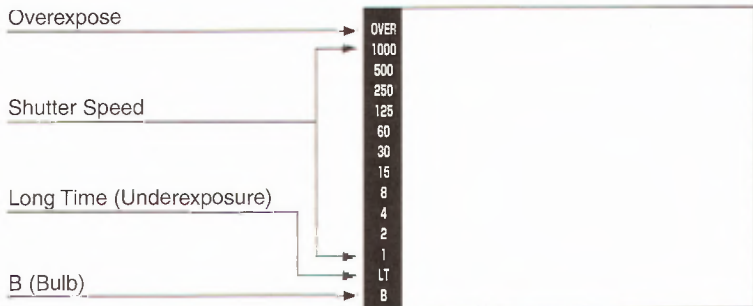 Overexpose
OVER
1000
500
250
Shutter Speed
125
60
30
15
Long Time (Underexposure)
8
4
2
1
LT
B (Bulb)
B